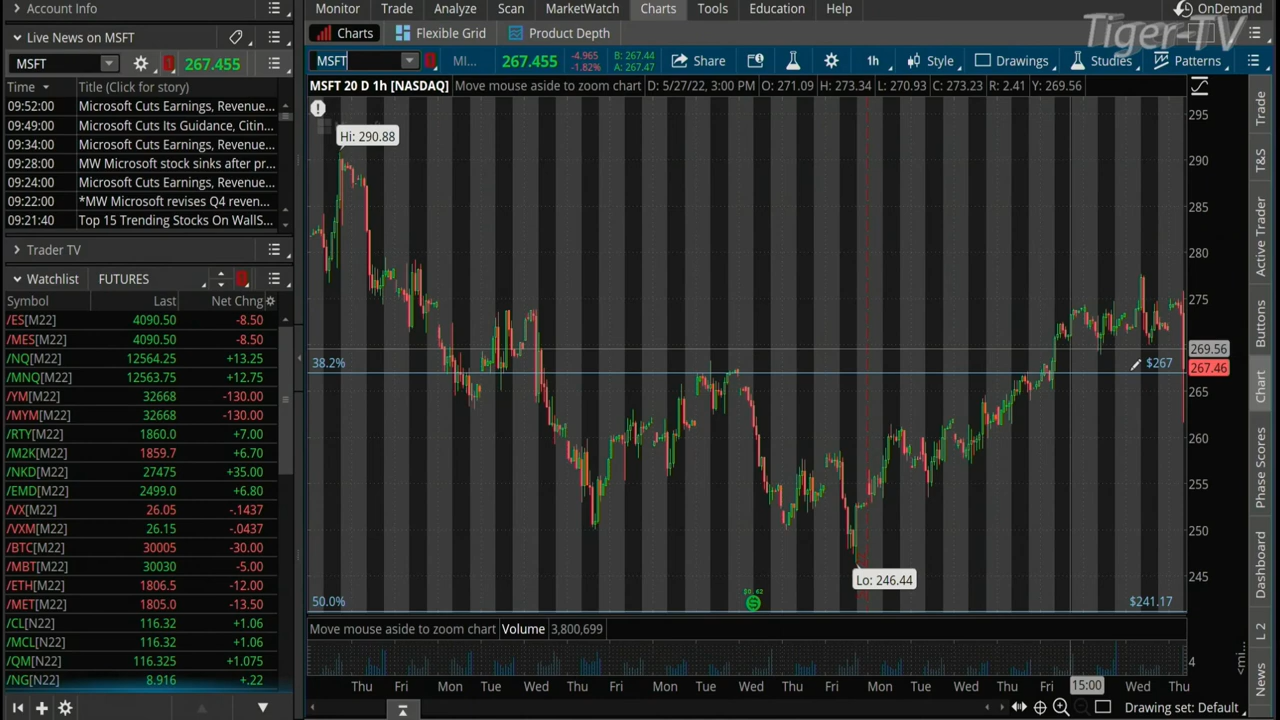 Account Info
Monitor Trade Analyze Scan MarketWatch Charts Tools Education Help OnDemand
Tiger-TV
Live News on MSFT
Charts Flexible Grid Product Depth
MSFT 267.455
MSFT MI... 267.455 -4.965 -1.82% B: 267.44 A: 267.47 Share 1h Style Drawings Studies Patterns
Time Title (Click for story)
MSFT 20 D 1h [NASDAQ] Move mouse aside to zoom chart D: 5/27/22, 3:00 PM O: 271.09 H: 273.34 L: 270.93 C: 273.23 R: 2.41 Y: 269.56
09:52:00 Microsoft Cuts Earnings, Revenue...
09:49:00 Microsoft Cuts Its Guidance, Citin...
09:34:00 Microsoft Cuts Earnings, Revenue...
09:28:00 MW Microsoft stock sinks after pr...
09:24:00 Microsoft Cuts Earnings, Revenue...
09:22:00 *MW Microsoft revises Q4 reven...
09:21:40 Top 15 Trending Stocks On WallS...
Trader TV
Watchlist FUTURES
Symbol Last Net Chng
/ES[M22] 4090.50 -8.50
/MES[M22] 4090.50 -8.50
/NQ[M22] 12564.25 +13.25
/MNQ[M22] 12563.75 +12.75
/YM[M22] 32668 -130.00
/MYM[M22] 32668 -130.00
/RTY[M22] 1860.0 +7.00
/M2K[M22] 1859.7 +6.70
/NKD[M22] 27475 +35.00
/EMD[M22] 2499.0 +6.80
/VX[M22] 26.05 -.1437
/VXM[M22] 26.15 -.0437
/BTC[M22] 30005 -30.00
/MBT[M22] 30030 -5.00
/ETH[M22] 1806.5 -12.00
/MET[M22] 1805.0 -13.50
/CL[N22] 116.32 +1.06
/MCL[N22] 116.32 +1.06
/QM[N22] 116.325 +1.075
/NG[N22] 8.916 +.22
Hi: 290.88
38.2% $267
Lo: 246.44
$0.62
50.0% $241.17
295
290
285
280
275
269.56
267.46
265
260
255
250
245
Move mouse aside to zoom chart Volume 3,800,699
4
<mi...
Thu Fri Mon Tue Wed Thu Fri Mon Tue Wed Thu Fri Mon Tue Wed Thu Fri 15:00 Wed Thu
Drawing set: Default
Trade
T&S
Active Trader
Buttons
Chart
Phase Scores
Dashboard
L 2
News